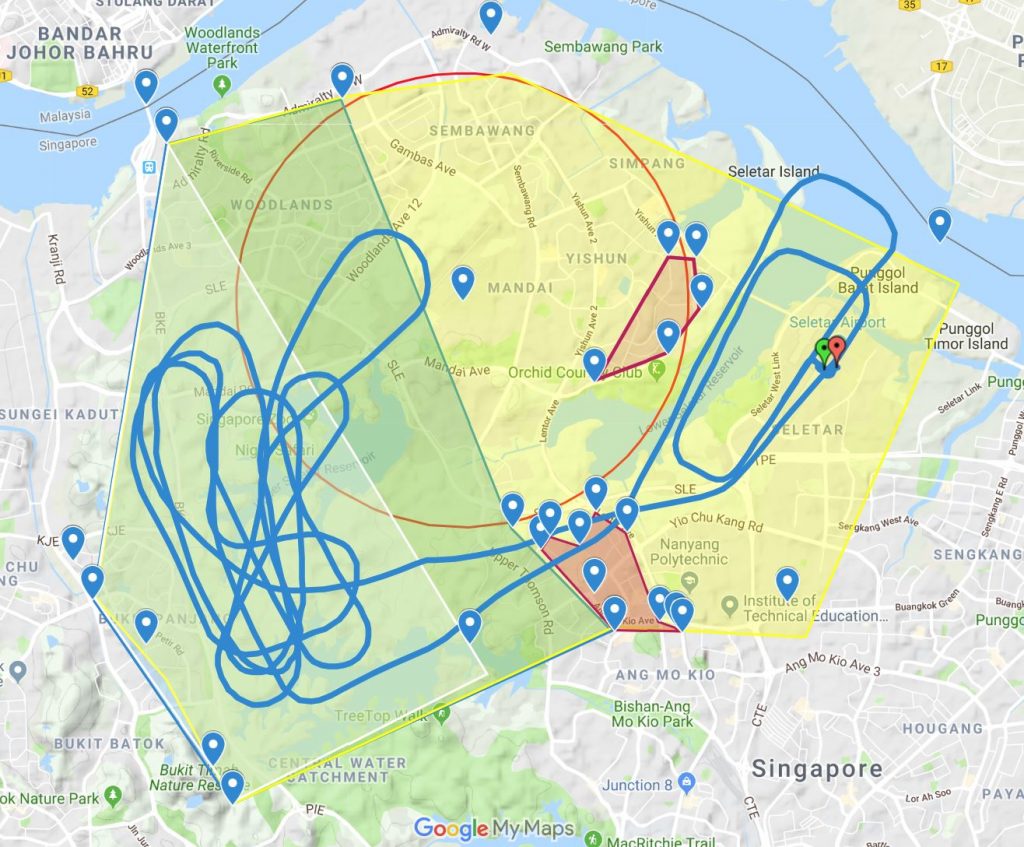 STULANG DARAT
BANDAR
JOHOR BAHRU
Woodlands
Waterfront
Park
Admiralty Rd W
Sembawang Park
35
17
52
Malaysia
Singapore
Admiralty Rd W
SEMBAWANG
Gambas Ave
SIMPANG
Seletar Island
Admiralty Rd
Riverside Rd
WOODLANDS
Sembawang Rd
Yishun Ave 2
Woodlands Ave 12
Woodlands Ave 3
Kranji Rd
YISHUN
MANDAI
SLE
BKE
Punggol
Barat Island
Seletar Airport
Punggol
Timor Island
Yishun Ave 2
Mandai Ave
SLE
Orchid Country Club
Lower Seletar Reservoir
Seletar West Link
Seletar Link
SUNGEI KADUT
Mandai Rd
Singapore Zoo
Night Safari
Lentor Ave
SELETAR
TPE
SLE
Yio Chu Kang Rd
Sengkang West Ave
Sengkang E Rd
KJE
KJE
CHU
Nanyang
Polytechnic
SENGKANG
Upper Thomson Rd
Institute of
Technical Education...
Buangkok Green
BUKIT PANJANG
Petir Rd
Kio Ave
ANG MO KIO
Ang Mo Kio Ave 3
Bishan-Ang
Mo Kio Park
TreeTop Walk
CTE
HOUGANG
BUKIT BATOK
CENTRAL WATER
CATCHMENT
Bukit Timah
Nature Reserve
Singapore
Junction 8
ok Nature Park
PIE
CTE
Lor Ah Soo
PAYA
Google My Maps
MacRitchie Trail